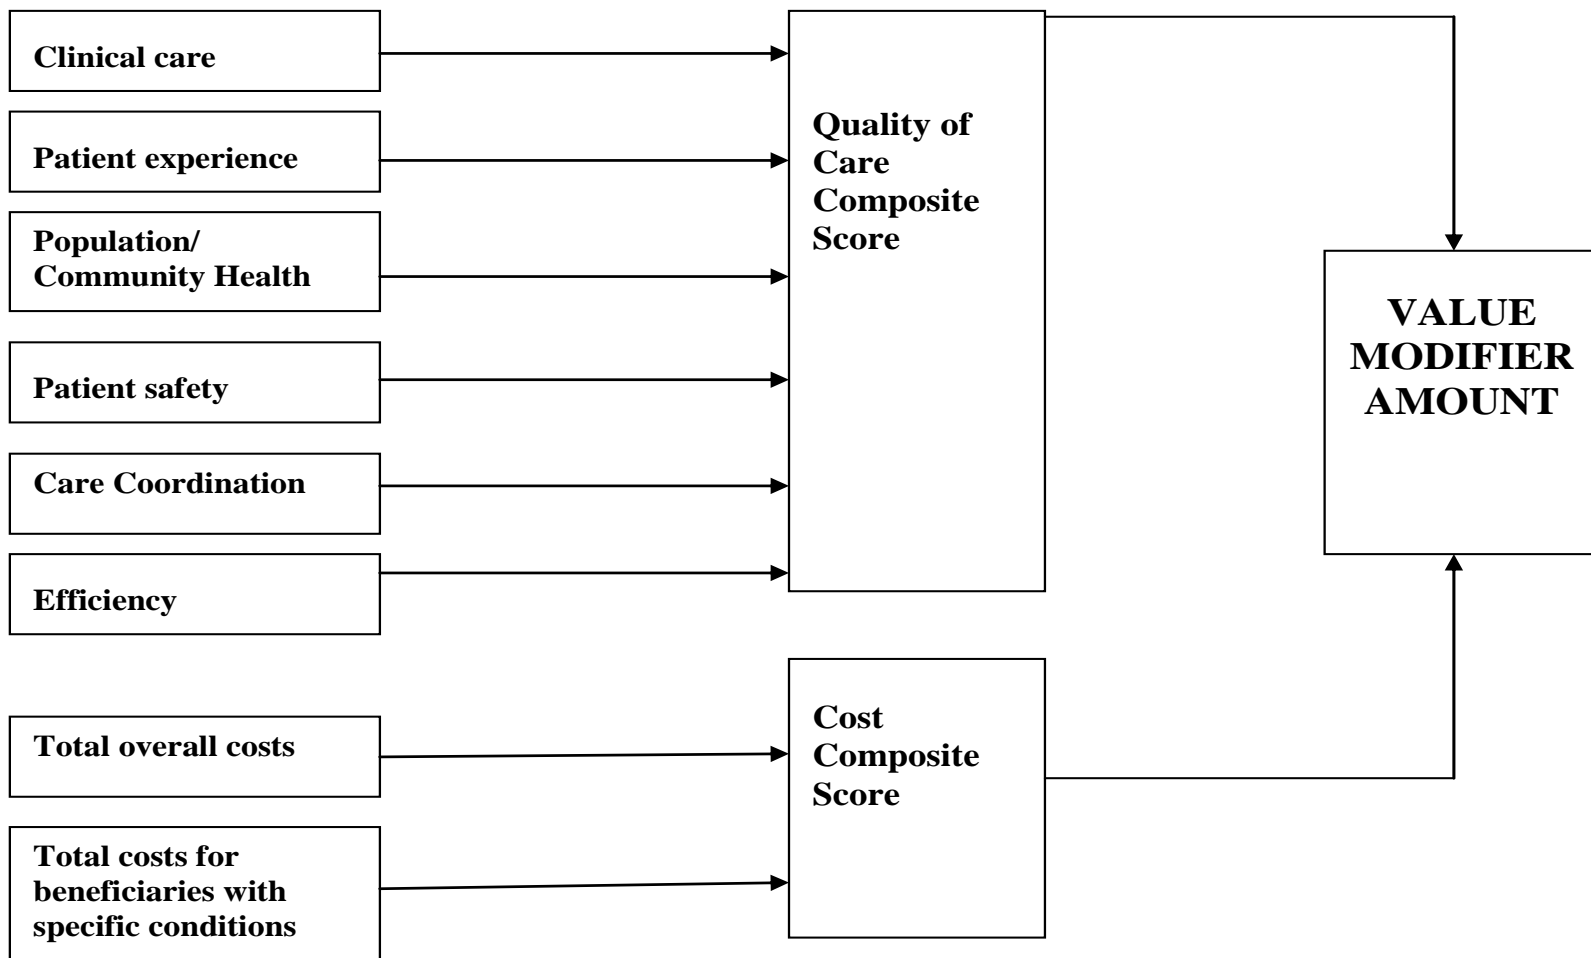 Clinical care
Patient experience
Population/
Community Health
Patient safety
Care Coordination
Efficiency
Total overall costs
Total costs for
beneficiaries with
specific conditions
Quality of
Care
Composite
Score
Cost
Composite
Score
VALUE
MODIFIER
AMOUNT